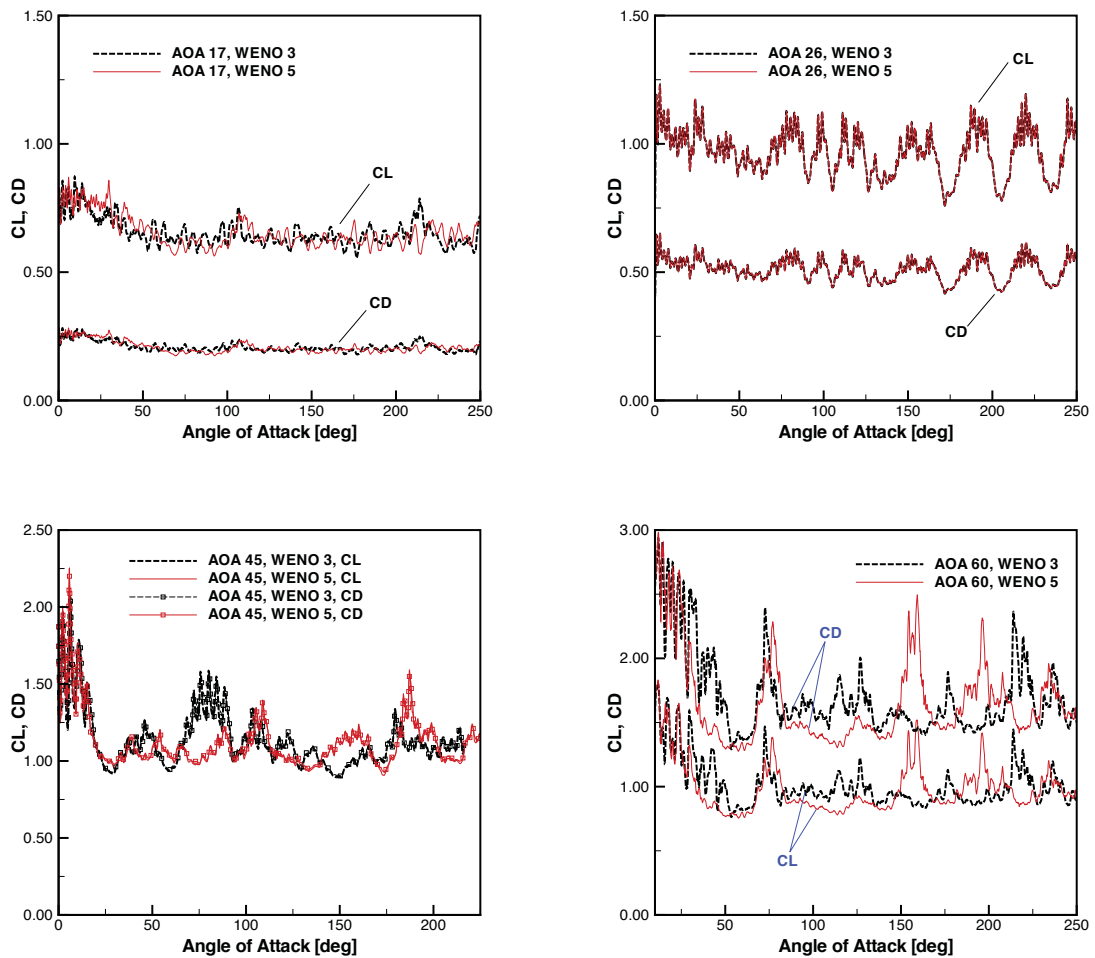 1.50
1.00
0.50
0.00
CL, CD
AOA 17, WENO 3
AOA 17, WENO 5
CL
CD
0 50 100 150 200 250
Angle of Attack [deg]
1.50
1.00
0.50
0.00
CL, CD
AOA 26, WENO 3
AOA 26, WENO 5
CL
CD
0 50 100 150 200 250
Angle of Attack [deg]
2.50
2.00
1.50
1.00
0.50
0.00
CL, CD
AOA 45, WENO 3, CL
AOA 45, WENO 5, CL
AOA 45, WENO 3, CD
AOA 45, WENO 5, CD
0 50 100 150 200
Angle of Attack [deg]
3.00
2.00
1.00
0.00
CL, CD
AOA 60, WENO 3
AOA 60, WENO 5
CD
CL
50 100 150 200 250
Angle of Attack [deg]